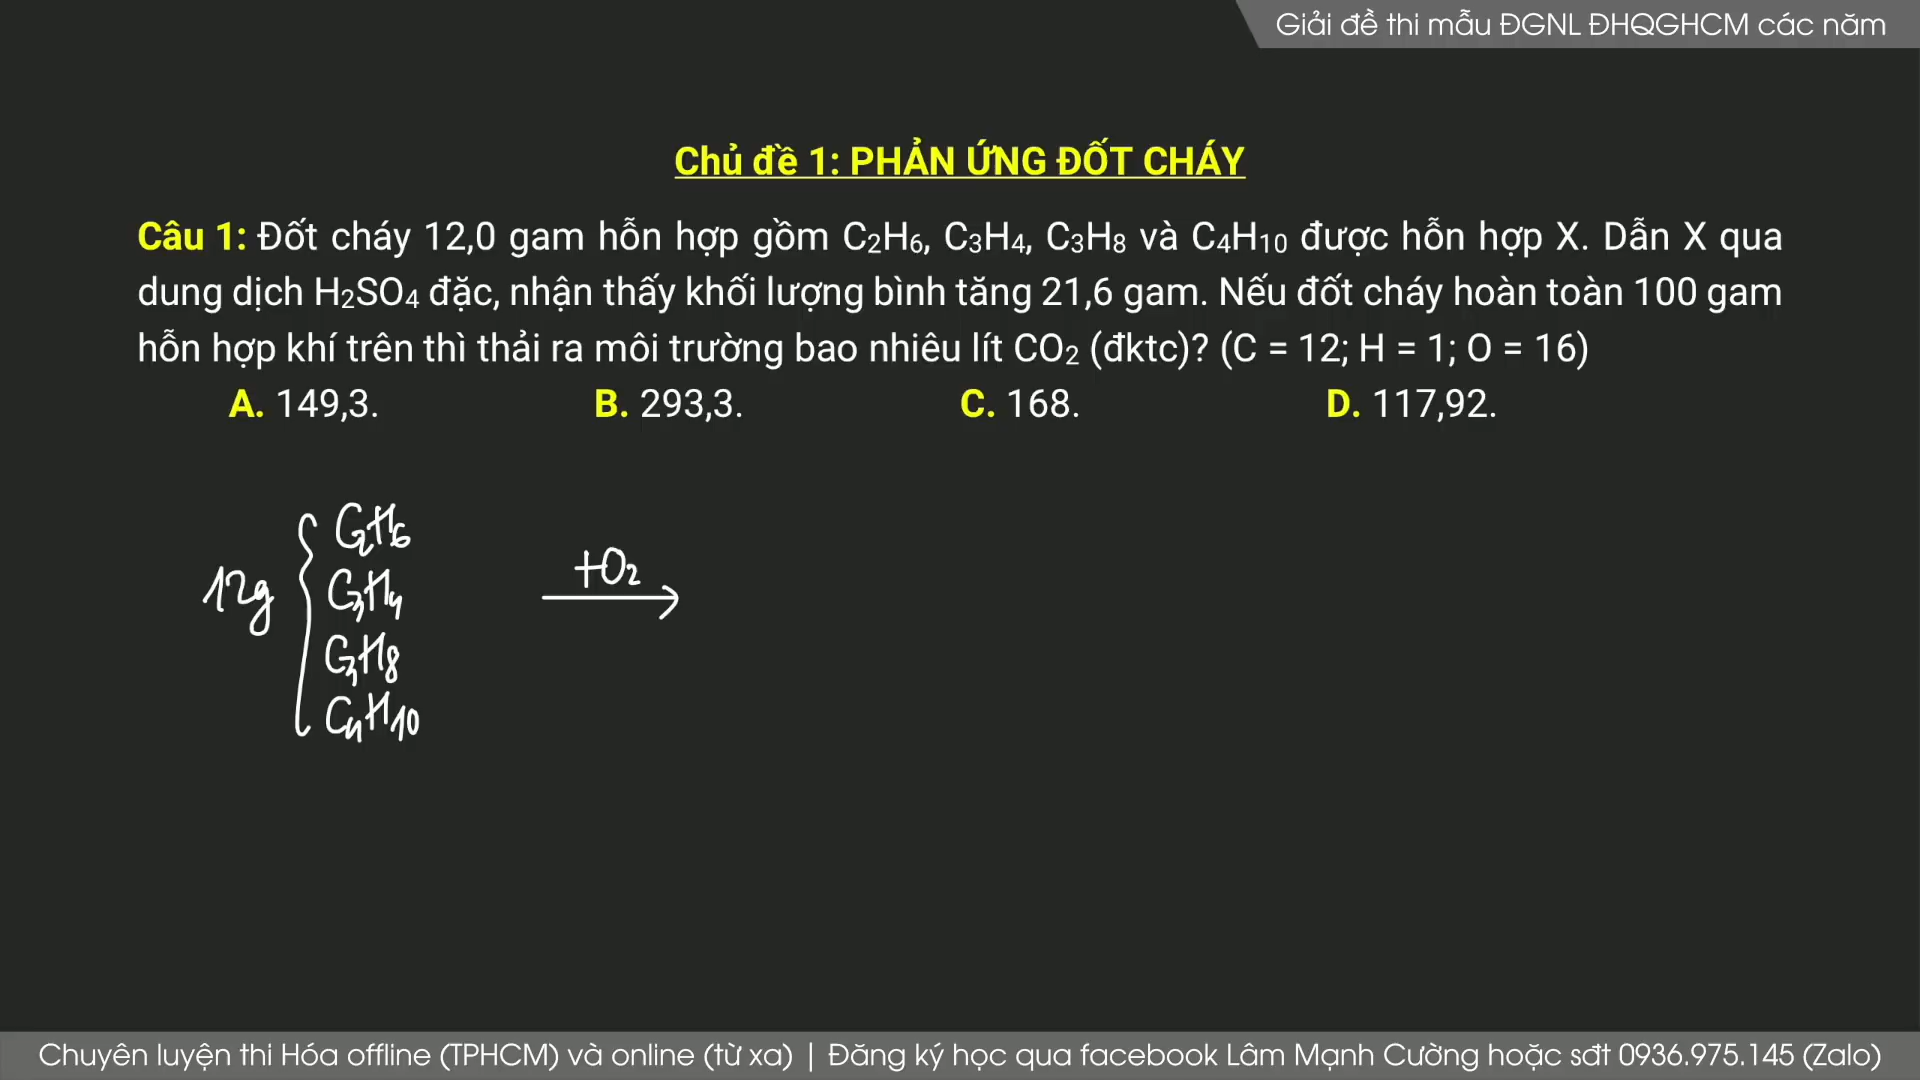 Giải đề thi mẫu ĐGNL ĐHQGHCM các năm
Chủ đề 1: PHẢN ỨNG ĐỐT CHÁY
Câu 1: Đốt cháy 12,0 gam hỗn hợp gồm C₂H₆, C₃H₄, C₃H₈ và C₄H₁₀ được hỗn hợp X. Dẫn X qua
dung dịch H₂SO₄ đặc, nhận thấy khối lượng bình tăng 21,6 gam. Nếu đốt cháy hoàn toàn 100 gam
hỗn hợp khí trên thì thải ra môi trường bao nhiêu lít CO₂ (đktc)? (C = 12; H = 1; O = 16)
A. 149,3. B. 293,3. C. 168. D. 117,92.
C₂H₆
+O₂
12g C₃H₄
C₃H₈
C₄H₁₀
Chuyên luyện thi Hóa offline (TPHCM) và online (từ xa) | Đăng ký học qua facebook Lâm Mạnh Cường hoặc sđt 0936.975.145 (Zalo)